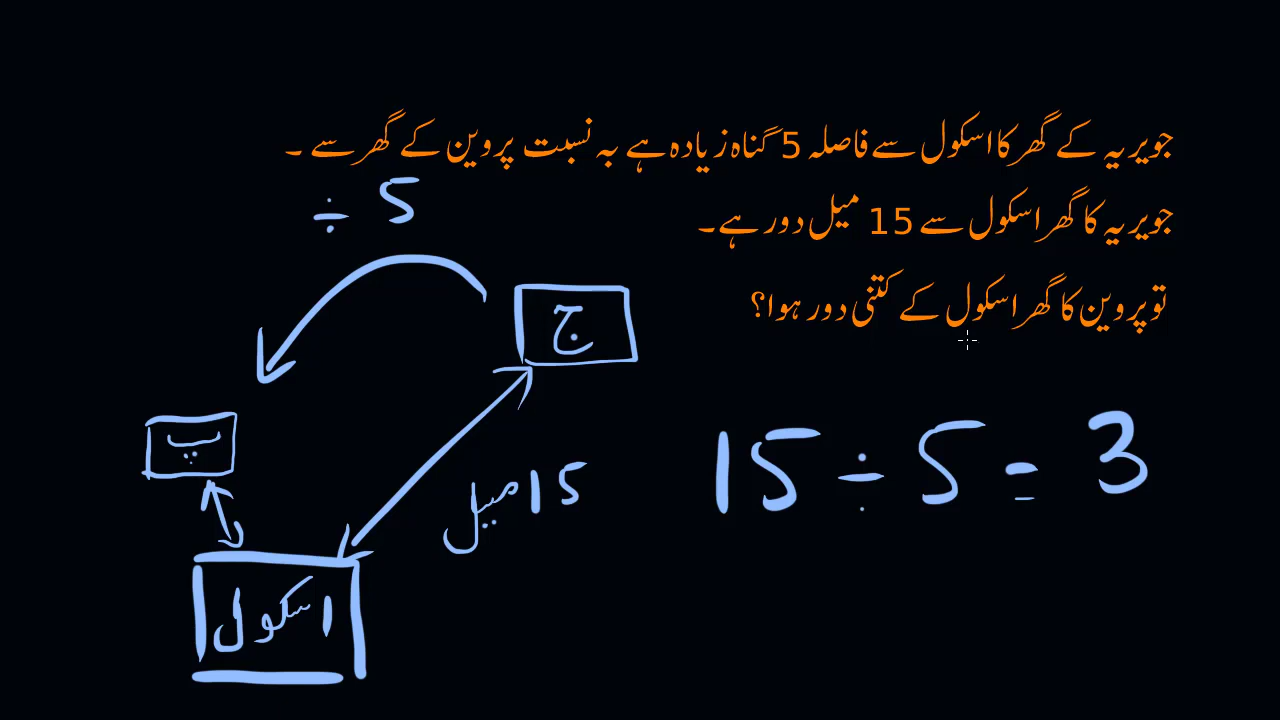 جویریہ کے گھر کا اسکول سے فاصلہ 5 گناہ زیادہ ہے بہ نسبت پروین کے گھر سے ۔
جویریہ کا گھر اسکول سے 15 میل دور ہے۔
تو پروین کا گھر اسکول کے کتنی دور ہوا؟
÷ 5
ج
پ
15 میل
15 ÷ 5 = 3
اسکول